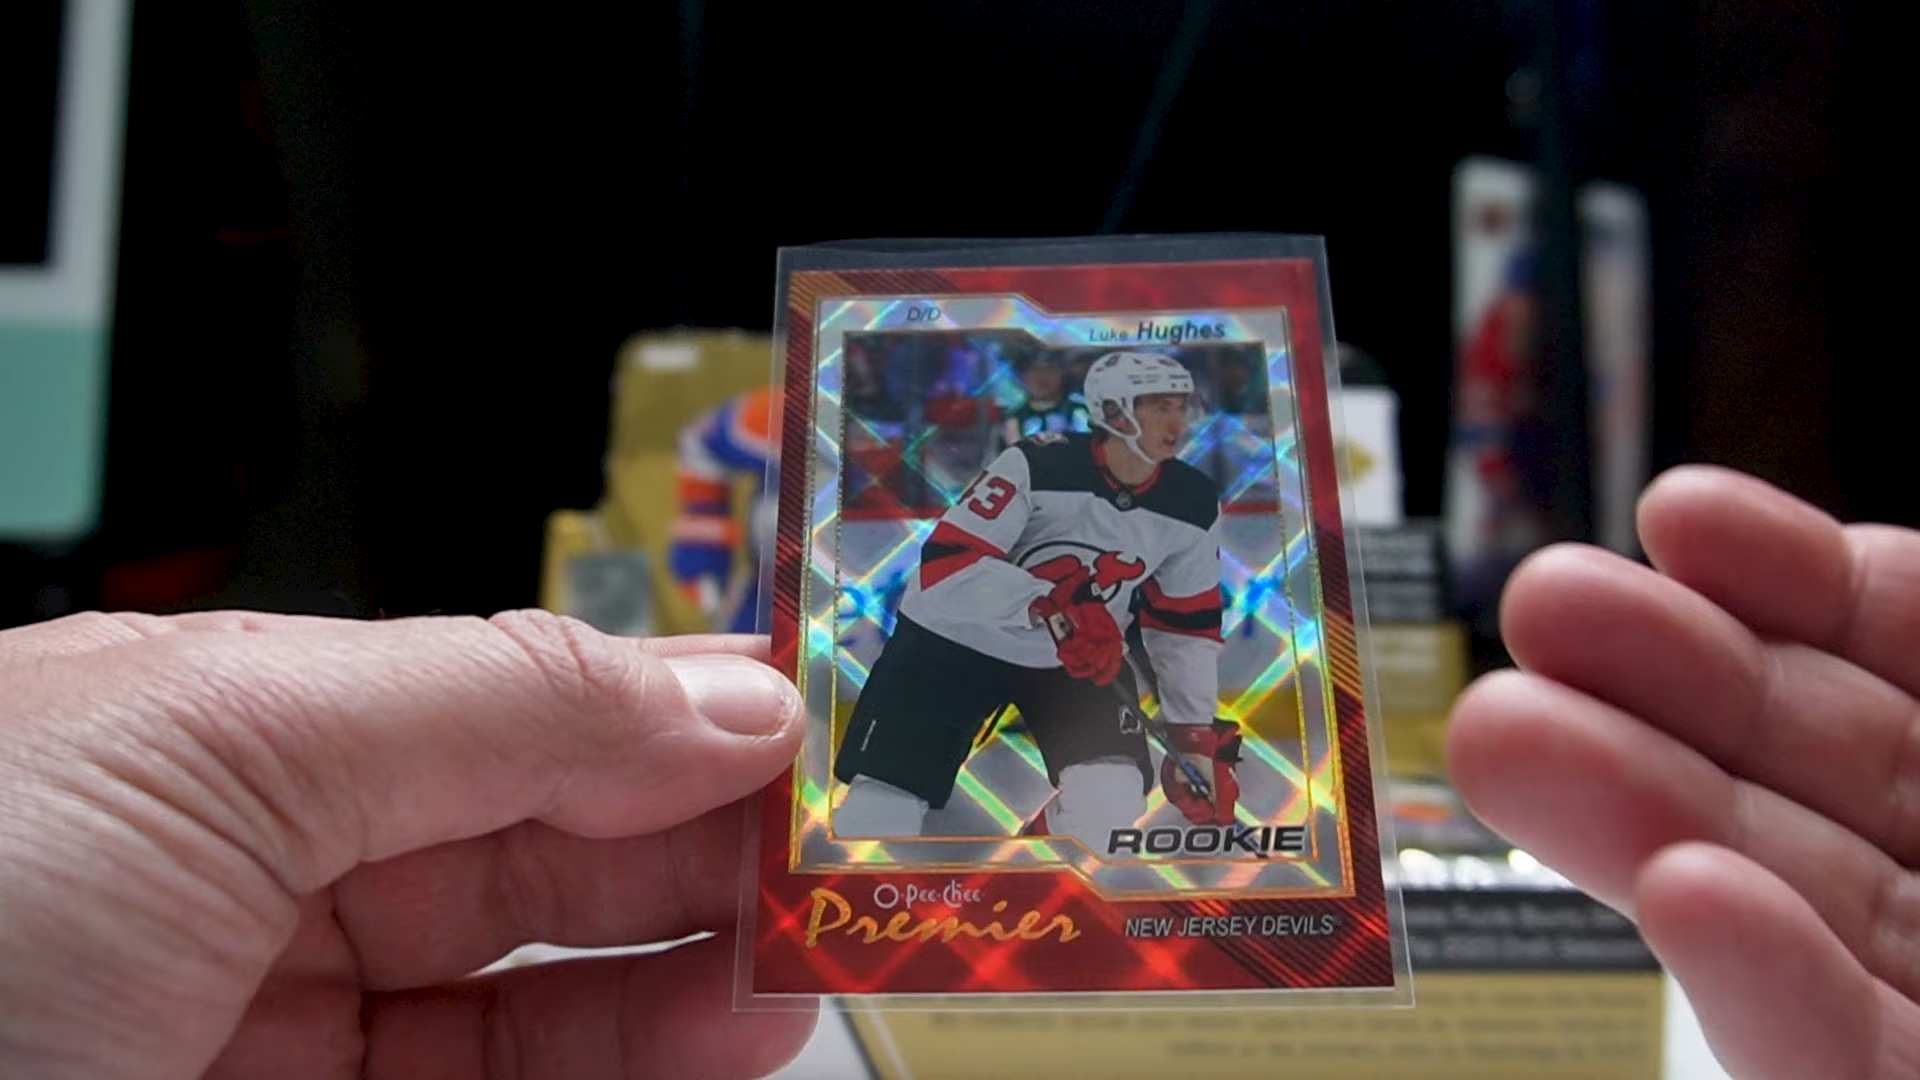 D/D
Luke Hughes
43
ROOKIE
O-Pee-Chee
Premier
NEW JERSEY DEVILS